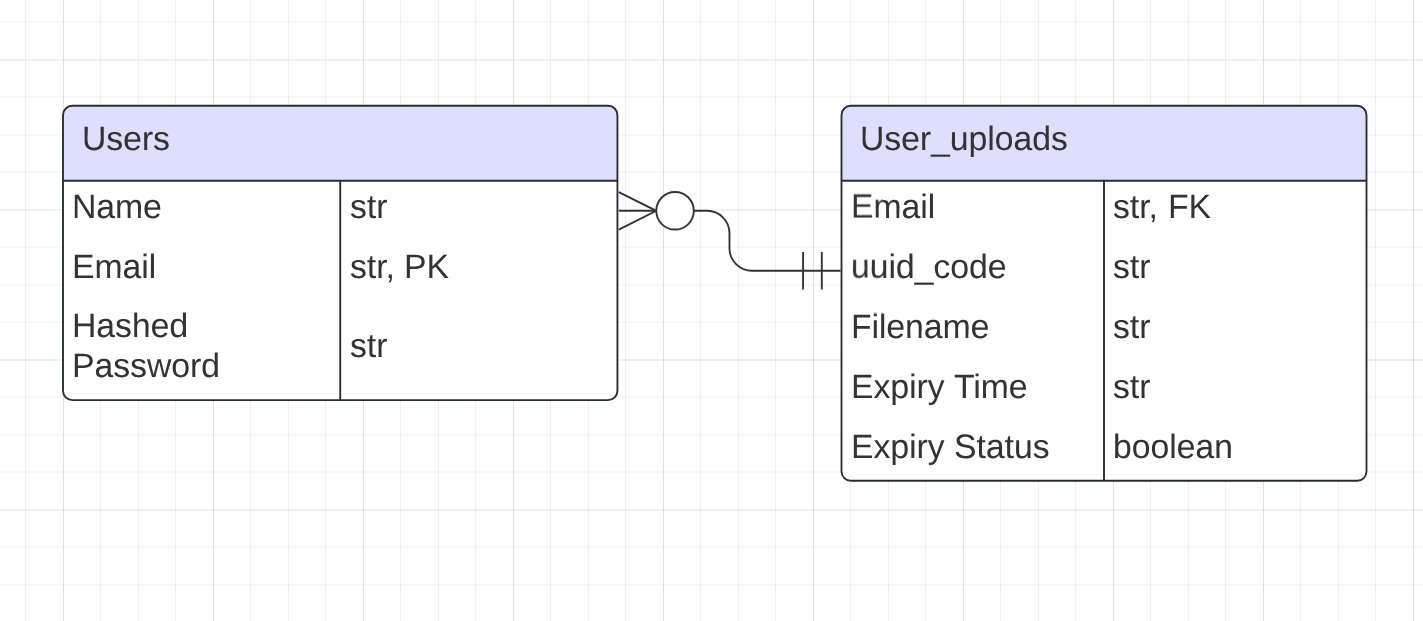 Users
Name str
Email str, PK
Hashed
Password
str
User_uploads
Email str, FK
uuid_code str
Filename str
Expiry Time str
Expiry Status boolean